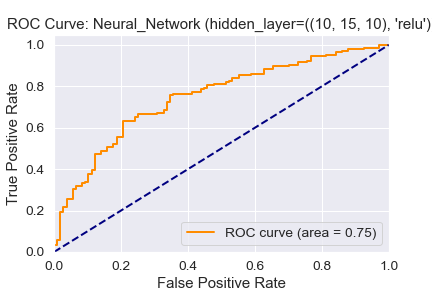 ROC Curve: Neural_Network (hidden_layer=((10, 15, 10), 'relu')
1.0
0.8
0.6
0.4
0.2
0.0
True Positive Rate
ROC curve (area = 0.75)
0.0 0.2 0.4 0.6 0.8 1.0
False Positive Rate